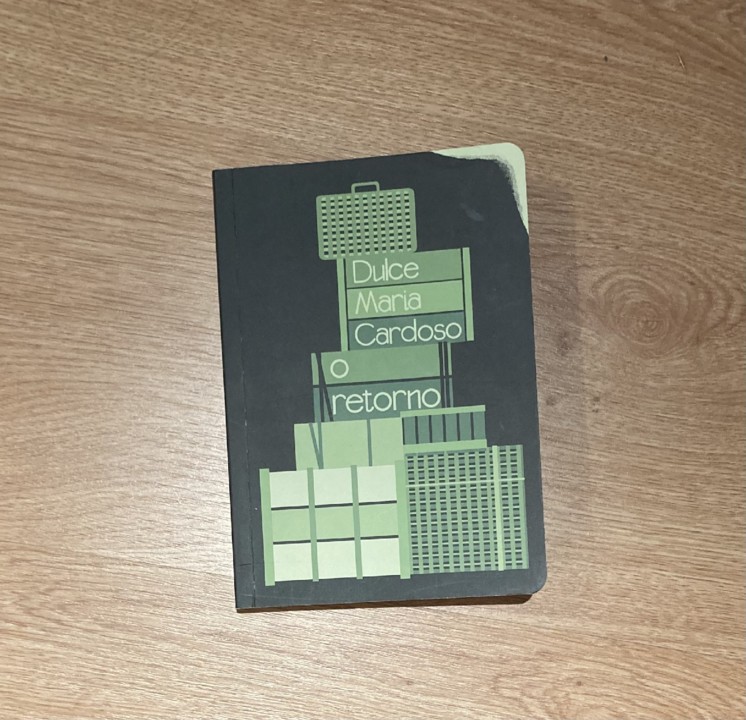 Dulce
Maria
Cardoso
o
retorno